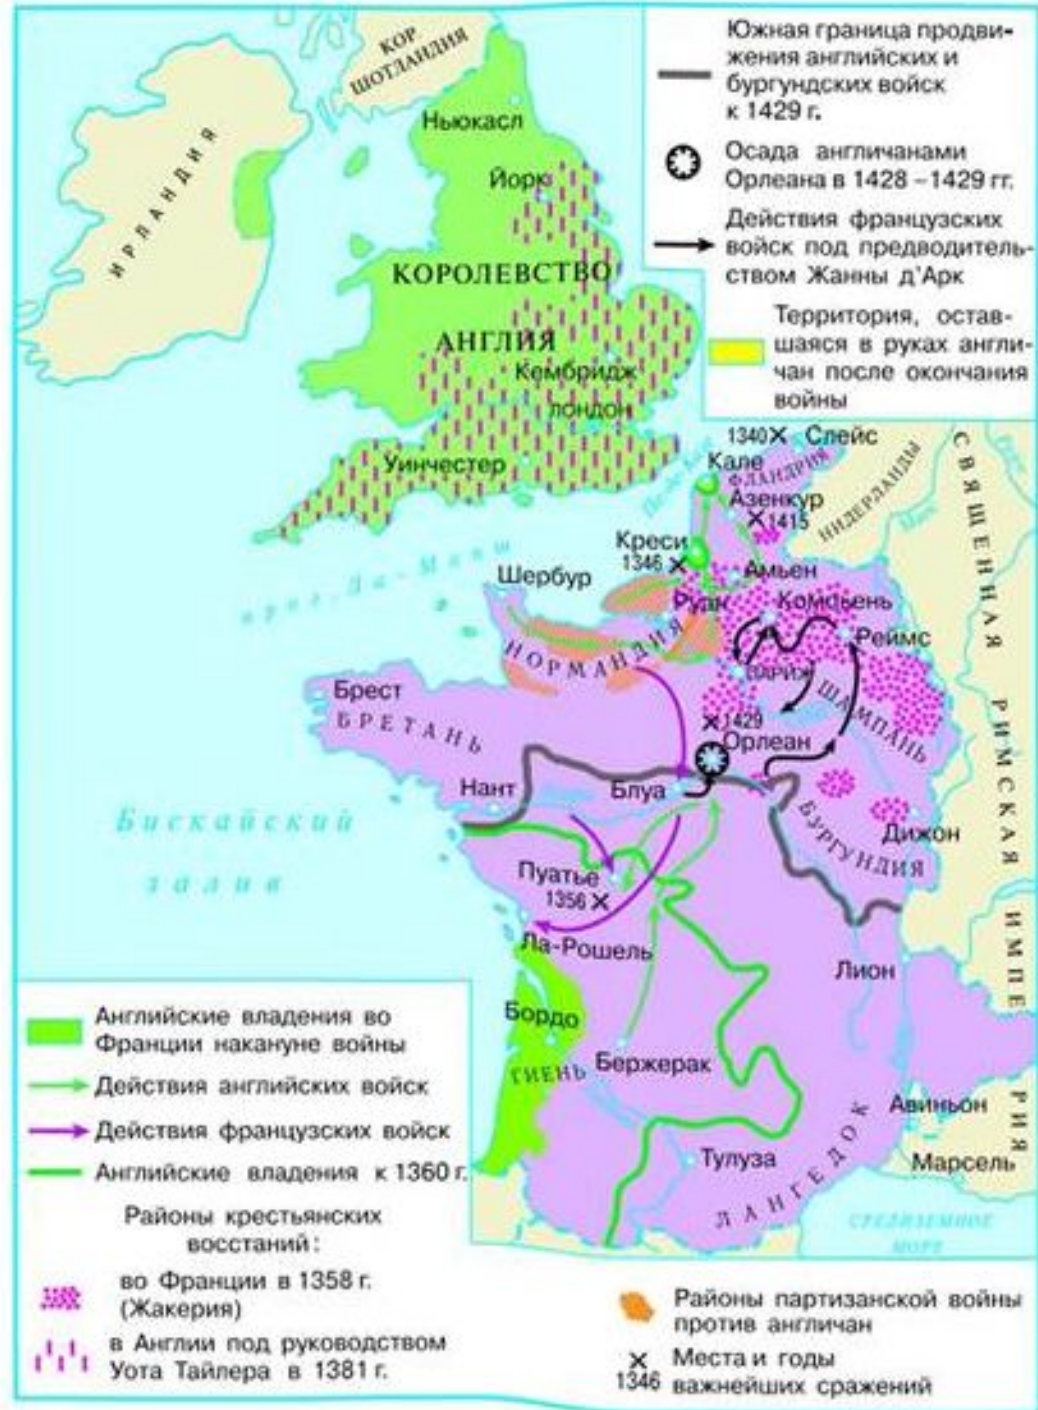 Южная граница продви-
жения английских и
бургундских войск
к 1429 г.
Осада англичанами
Орлеана в 1428 –1429 гг.
Действия французских
войск под предводитель-
ством Жанны д'Арк
Территория, остав-
шаяся в руках англи-
чан после окончания
войны
КОР
ШОТЛАНДИЯ
ИРЛАНДИЯ
Ньюкасл
Йорк
КОРОЛЕВСТВО
АНГЛИЯ
Кембридж
ЛОНДОН
Уинчестер
1340 Слейс
Кале
ФЛАНДРИЯ
НИДЕРЛАНДЫ
СВЯЩЕННАЯ
РИМСКАЯ
ИМПЕ
РИЯ
Азенкур
1415
Креси
1346
Амьен
Шербур
Руан
Компьень
Реймс
НОРМАНДИЯ
ПАРИЖ
ШАМПАНЬ
Брест
БРЕТАНЬ
1429
Орлеан
Нант
Блуа
Бискайский
залив
БУРГУНДИЯ
Дижон
Пуатье
1356
Ла-Рошель
Лион
Бордо
ГИЕНЬ
Бержерак
Авиньон
Тулуза
Марсель
ЛАНГЕДОК
СРЕДИЗЕМНОЕ
МОРЕ
Английские владения во
Франции накануне войны
Действия английских войск
Действия французских войск
Английские владения к 1360 г.
Районы крестьянских
восстаний:
во Франции в 1358 г.
(Жакерия)
в Англии под руководством
Уота Тайлера в 1381 г.
Районы партизанской войны
против англичан
Места и годы
1346 важнейших сражений